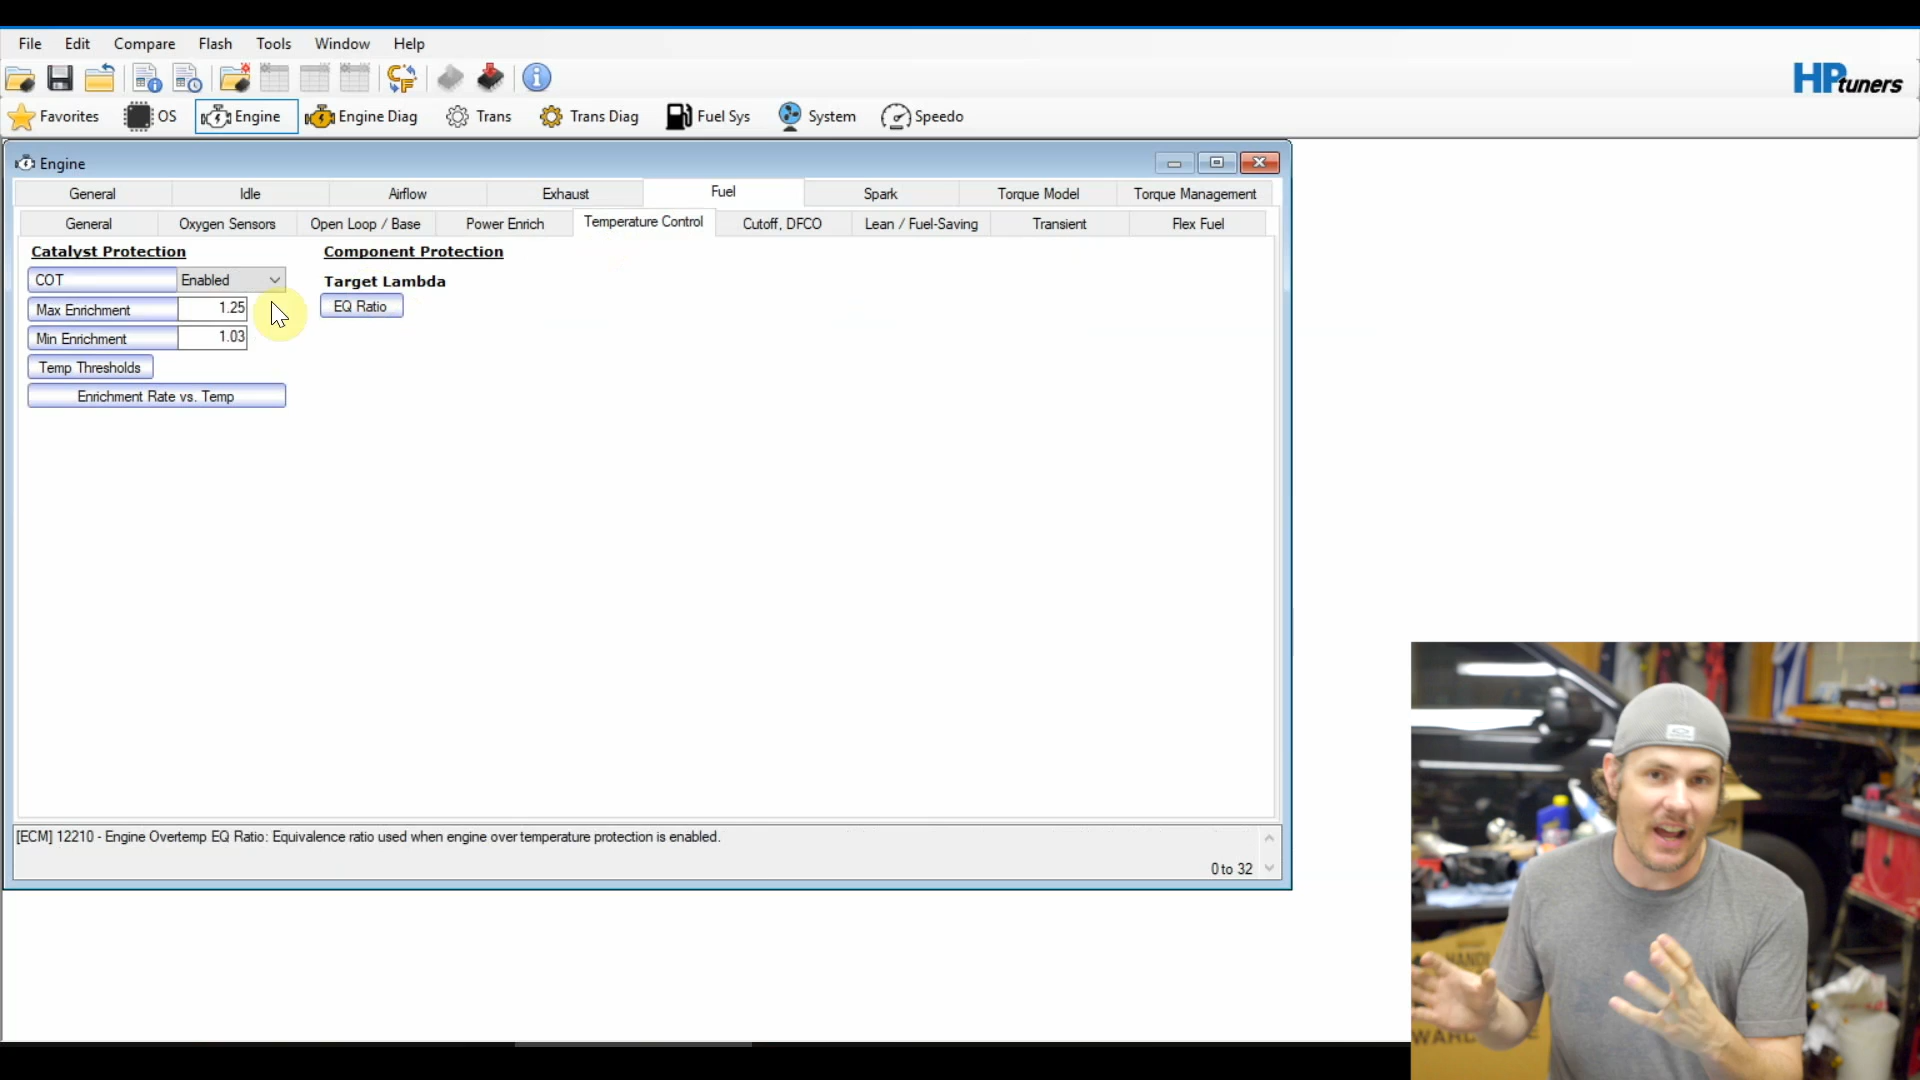 File Edit Compare Flash Tools Window Help
HPtuners
Favorites OS Engine Engine Diag Trans Trans Diag Fuel Sys System Speedo
Engine
General Idle Airflow Exhaust Fuel Spark Torque Model Torque Management
General Oxygen Sensors Open Loop / Base Power Enrich Temperature Control Cutoff, DFCO Lean / Fuel-Saving Transient Flex Fuel
Catalyst Protection Component Protection
COT Enabled Target Lambda
Max Enrichment 1.25 EQ Ratio
Min Enrichment 1.03
Temp Thresholds
Enrichment Rate vs. Temp
[ECM] 12210 - Engine Overtemp EQ Ratio: Equivalence ratio used when engine over temperature protection is enabled.
0 to 32